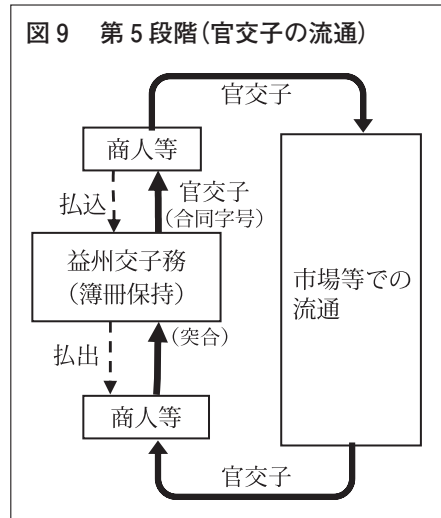 図9 第5段階(官交子の流通)
官交子
商人等
払込
官交子
(合同字号)
益州交子務
(簿冊保持)
市場等での
流通
払出
(突合)
商人等
官交子